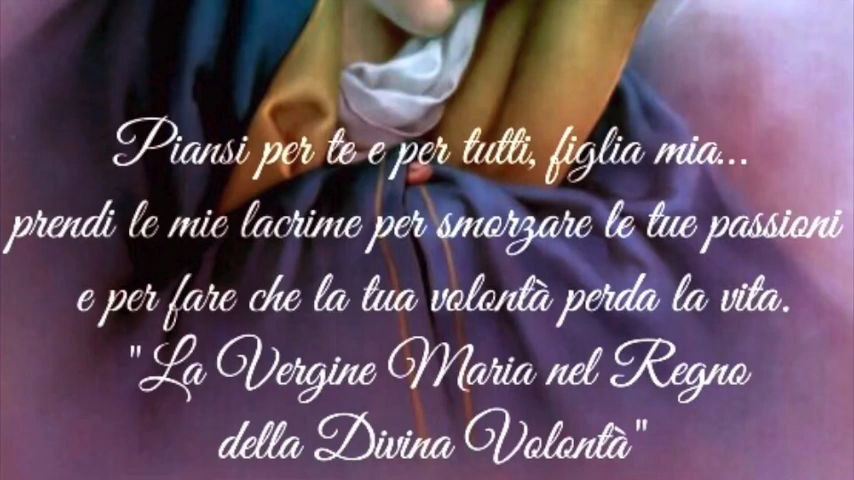 Piansi per te e per tutti, figlia mia...
prendi le mie lacrime per smorzare le tue passioni
e per fare che la tua volontà perda la vita.
"La Vergine Maria nel Regno
della Divina Volontà"